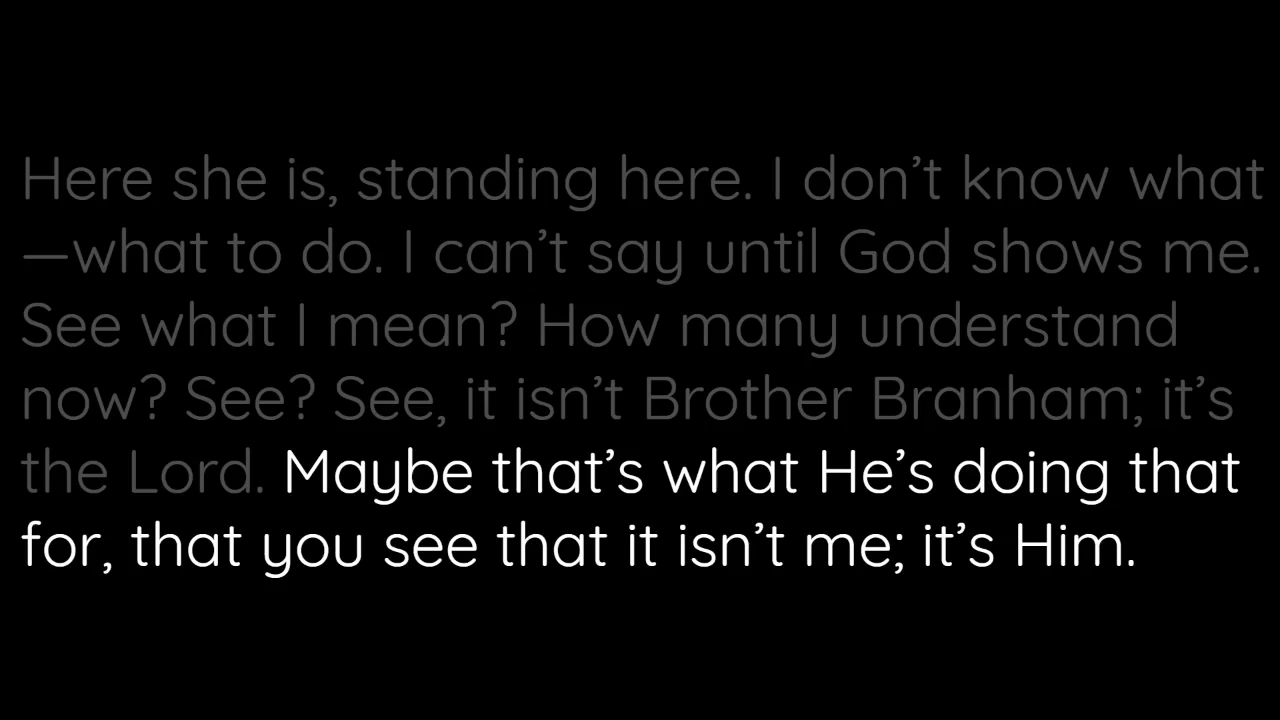 Here she is, standing here. I don’t know what
—what to do. I can’t say until God shows me.
See what I mean? How many understand
now? See? See, it isn’t Brother Branham; it’s
the Lord. Maybe that’s what He’s doing that
for, that you see that it isn’t me; it’s Him.